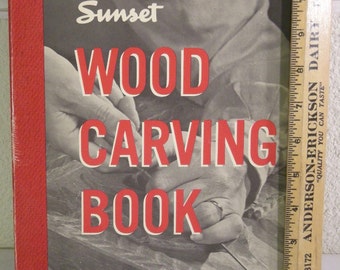 Sunset
WOOD
CARVING
BOOK
ANDERSON-ERICKSON DAIRY
"QUALITY YOU CAN TASTE"